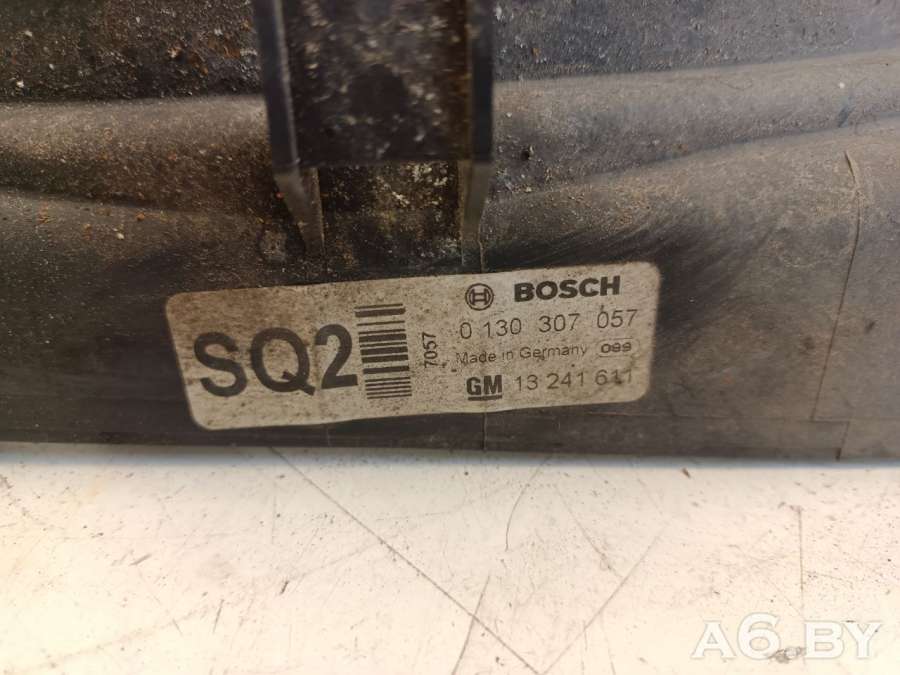 SQ2
7057
BOSCH
0 130 307 057
Made in Germany 099
GM 13 241 611
A6.BY